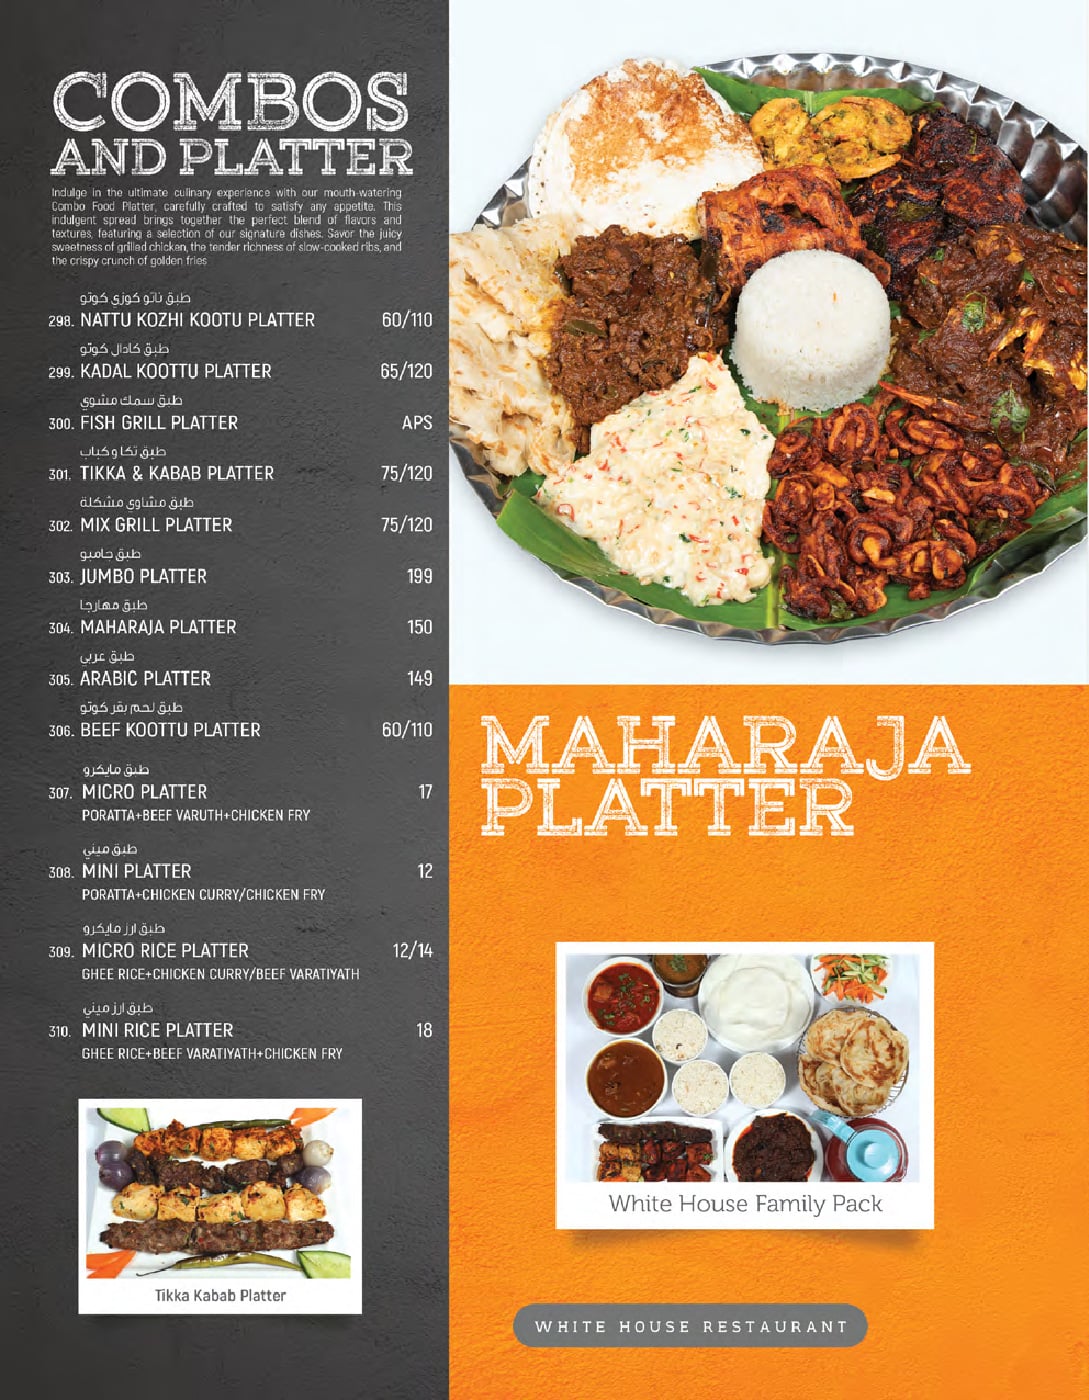 COMBOS
AND PLATTER
Indulge in the ultimate culinary experience with our mouth-watering
Combo Food Platter, carefully crafted to satisfy any appetite. This
indulgent spread brings together the perfect blend of flavors and
textures, featuring a selection of our signature dishes. Savor the juicy
sweetness of grilled chicken, the tender richness of slow-cooked ribs, and
the crispy crunch of golden fries
طبق ناتو كوزي كوتو
298. NATTU KOZHI KOOTU PLATTER 60/110
طبق كادال كوتو
299. KADAL KOOTTU PLATTER 65/120
طبق سمك مشوي
300. FISH GRILL PLATTER APS
طبق تكا و كباب
301. TIKKA & KABAB PLATTER 75/120
طبق مشاوي مشكلة
302. MIX GRILL PLATTER 75/120
طبق جامبو
303. JUMBO PLATTER 199
طبق مهارجا
304. MAHARAJA PLATTER 150
طبق عربي
305. ARABIC PLATTER 149
طبق لحم بقر كوتو
306. BEEF KOOTTU PLATTER 60/110
طبق مايكرو
307. MICRO PLATTER 17
PORATTA+BEEF VARUTH+CHICKEN FRY
طبق ميني
308. MINI PLATTER 12
PORATTA+CHICKEN CURRY/CHICKEN FRY
طبق ارز مايكرو
309. MICRO RICE PLATTER 12/14
GHEE RICE+CHICKEN CURRY/BEEF VARATIYATH
طبق ارز ميني
310. MINI RICE PLATTER 18
GHEE RICE+BEEF VARATIYATH+CHICKEN FRY
Tikka Kabab Platter
MAHARAJA
PLATTER
White House Family Pack
WHITE HOUSE RESTAURANT